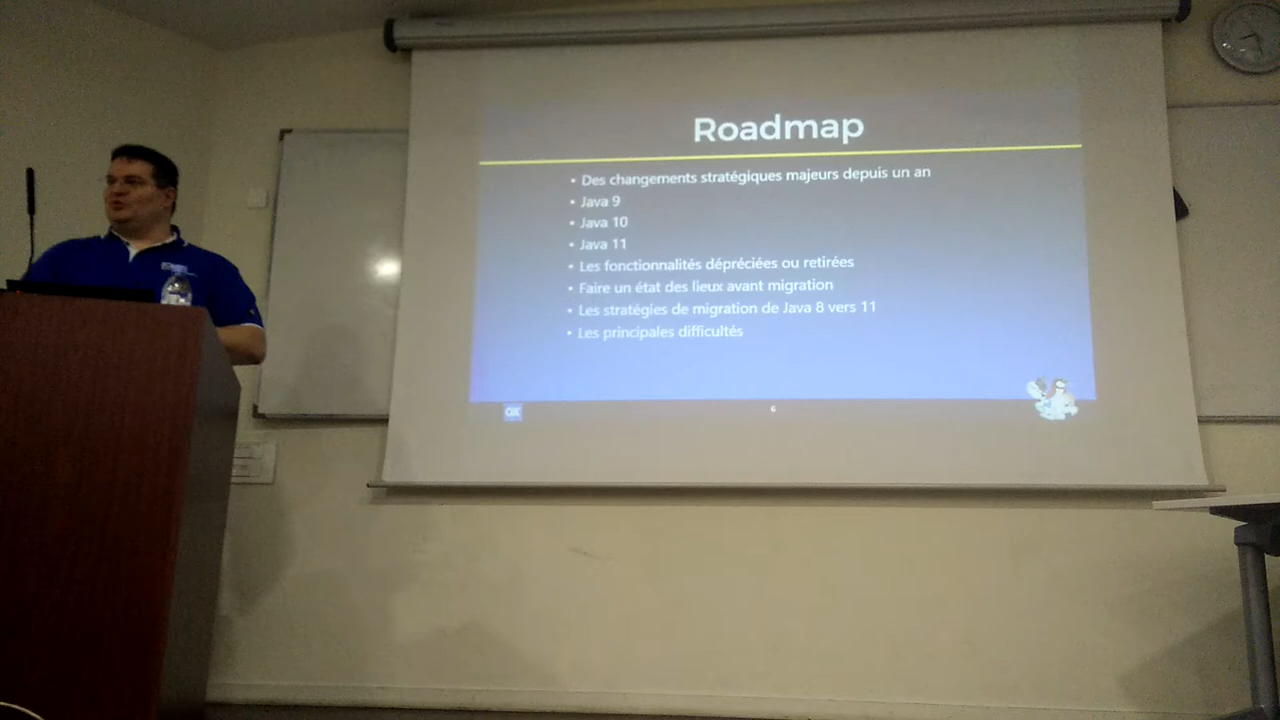 Roadmap
• Des changements stratégiques majeurs depuis un an
• Java 9
• Java 10
• Java 11
• Les fonctionnalités dépréciées ou retirées
• Faire un état des lieux avant migration
• Les stratégies de migration de Java 8 vers 11
• Les principales difficultés
6